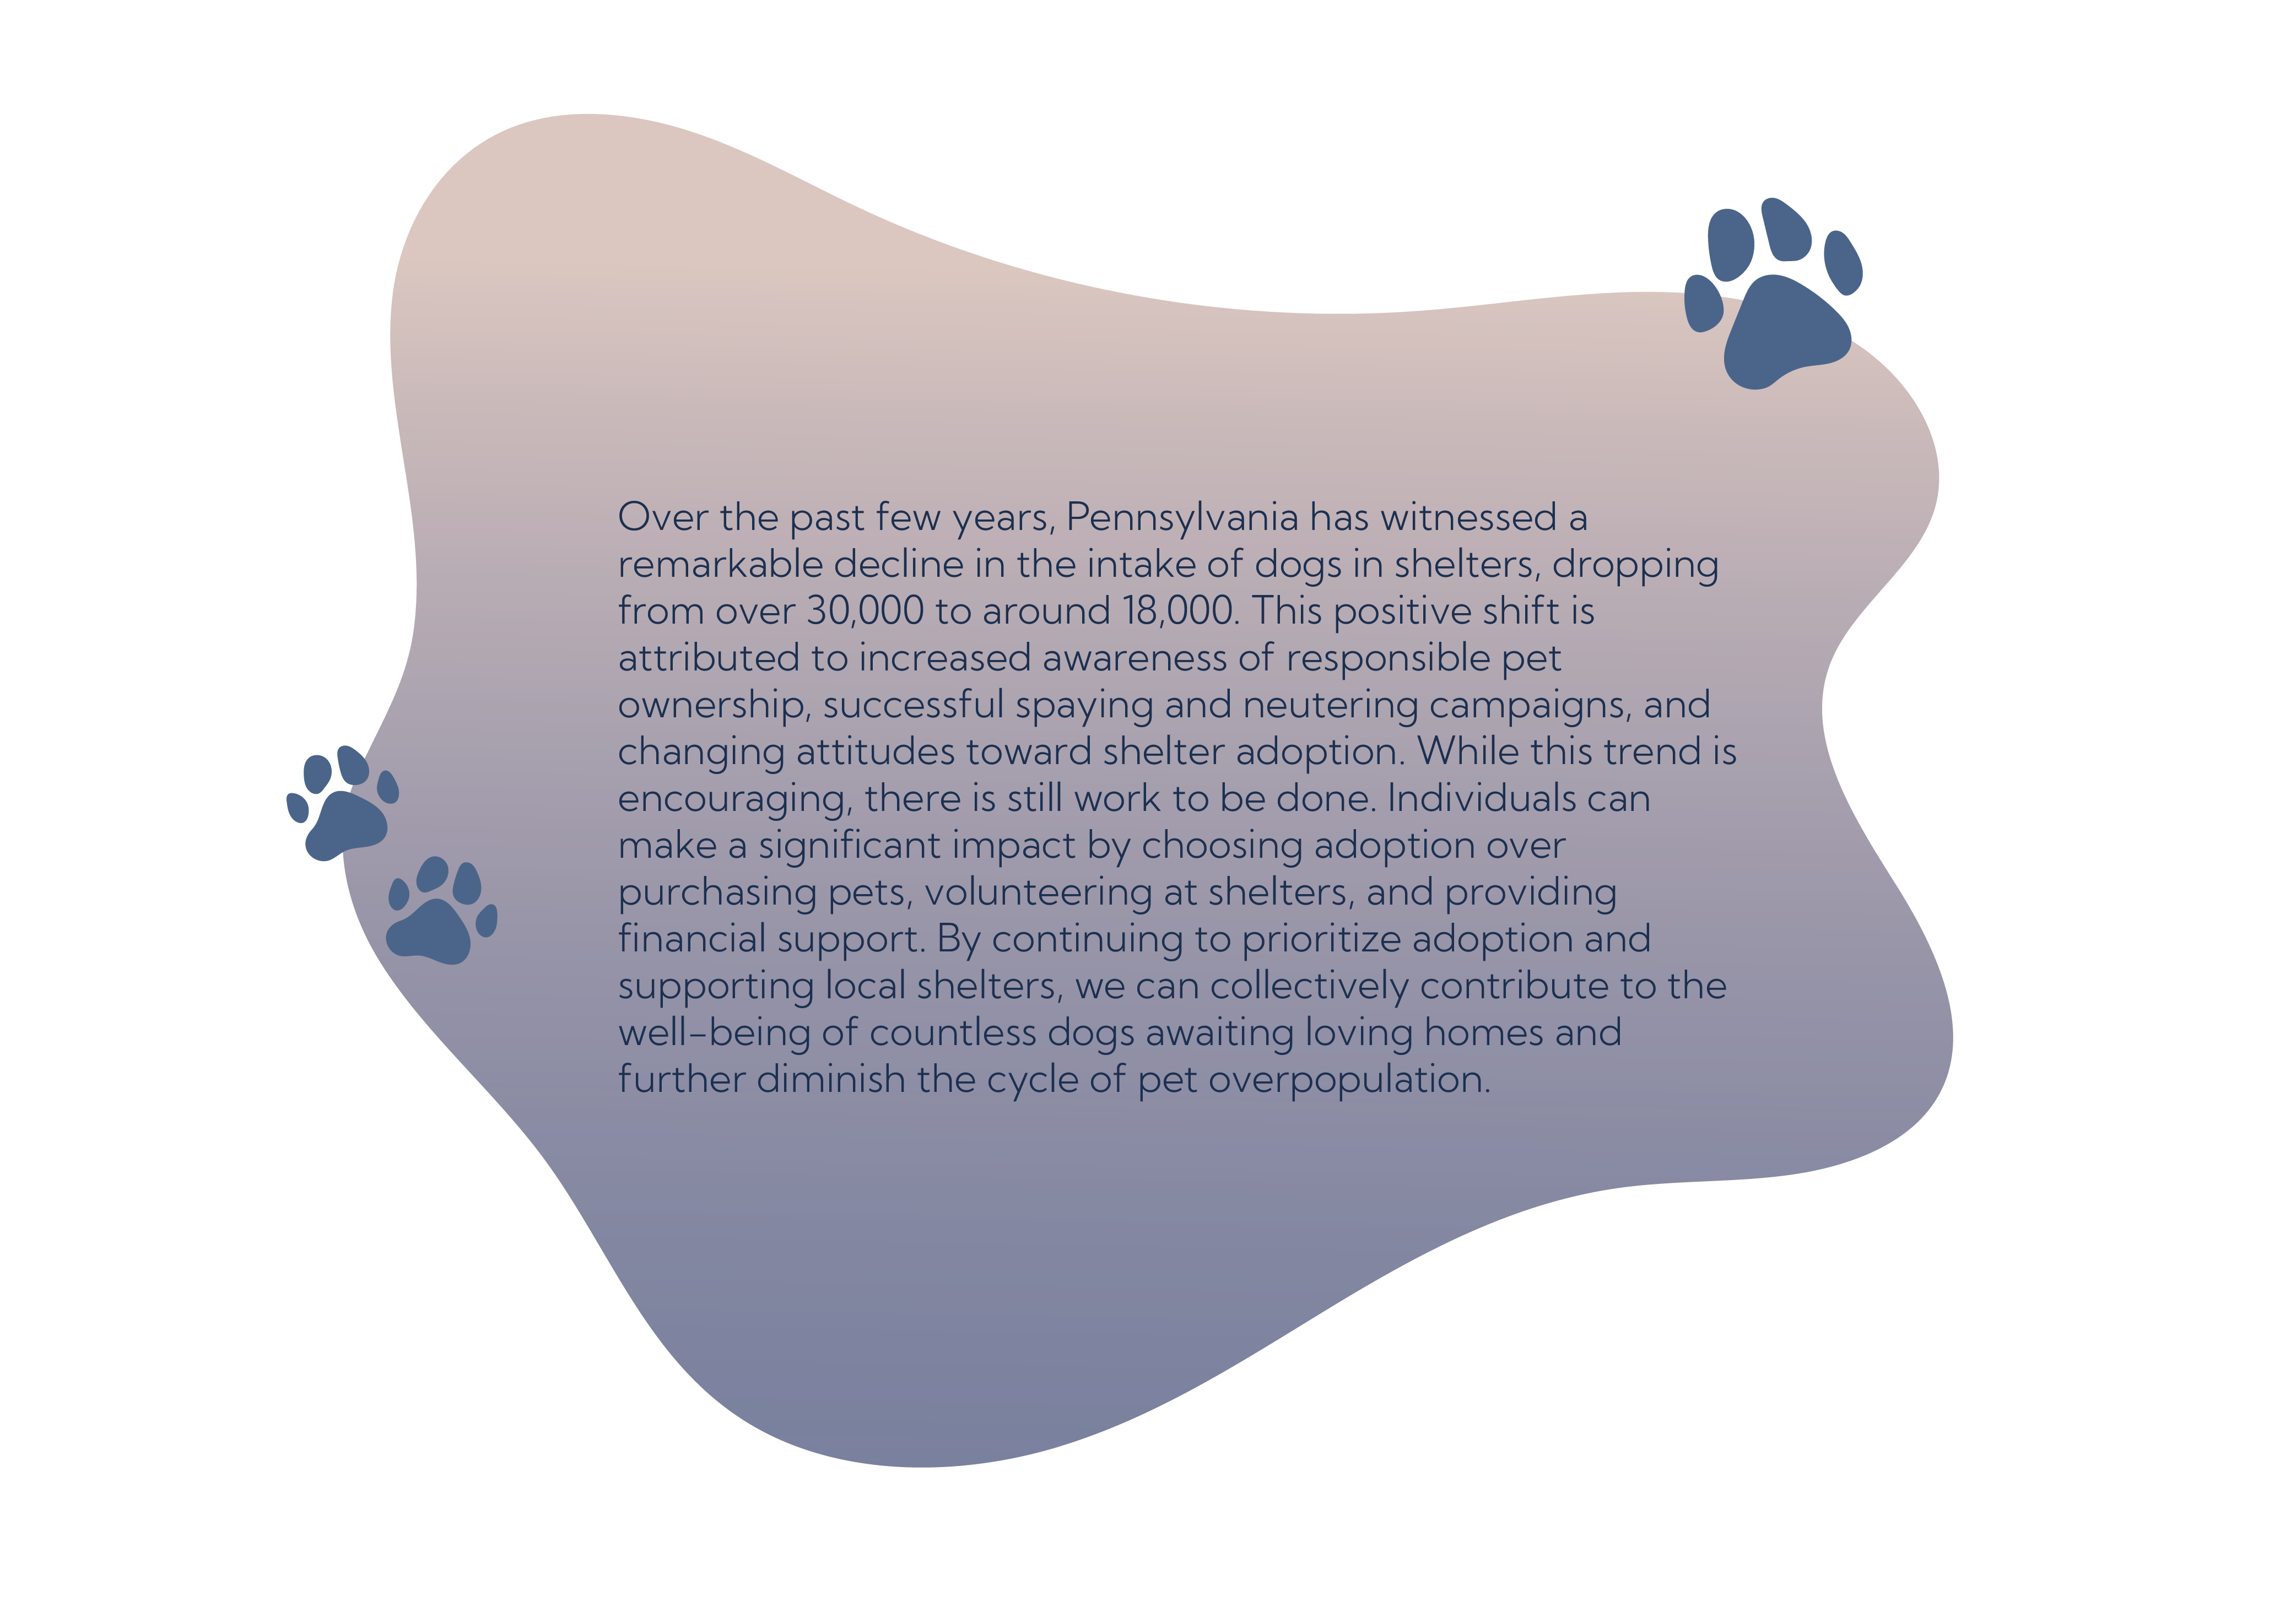 Over the past few years, Pennsylvania has witnessed a
remarkable decline in the intake of dogs in shelters, dropping
from over 30,000 to around 18,000. This positive shift is
attributed to increased awareness of responsible pet
ownership, successful spaying and neutering campaigns, and
changing attitudes toward shelter adoption. While this trend is
encouraging, there is still work to be done. Individuals can
make a significant impact by choosing adoption over
purchasing pets, volunteering at shelters, and providing
financial support. By continuing to prioritize adoption and
supporting local shelters, we can collectively contribute to the
well-being of countless dogs awaiting loving homes and
further diminish the cycle of pet overpopulation.